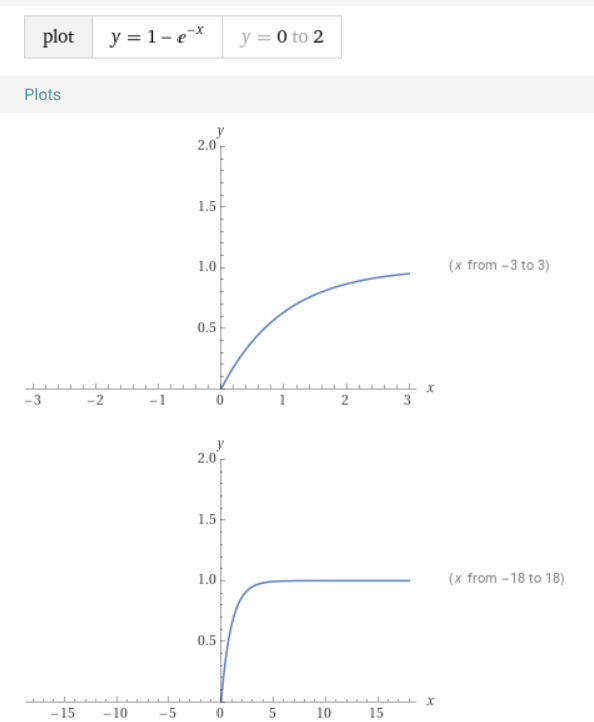 plot y = 1 – e⁻ˣ y = 0 to 2
Plots
y
2.0
1.5
1.0
(x from −3 to 3)
0.5
−3 −2 −1 0 1 2 3 x
y
2.0
1.5
1.0
(x from −18 to 18)
0.5
−15 −10 −5 0 5 10 15 x